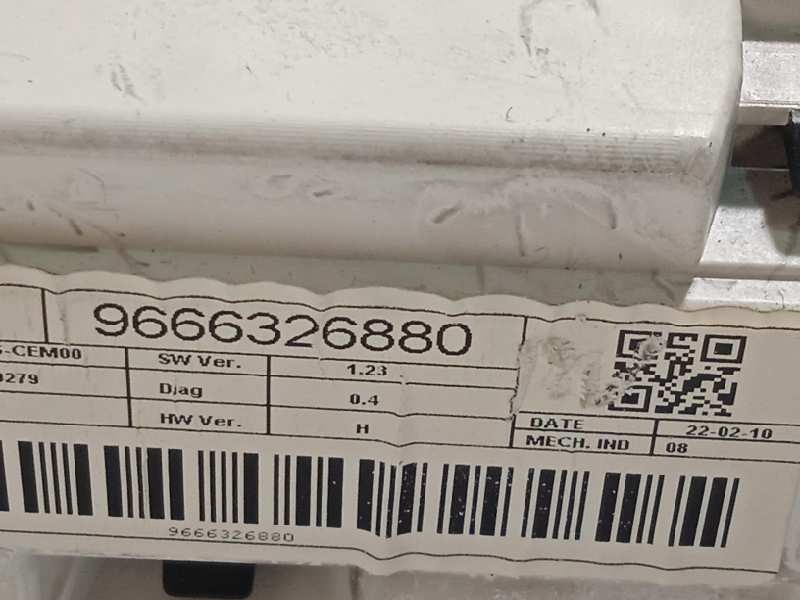 9666326880
-CEM00 SW Ver. 1.23
0279 Diag 0.4
HW Ver. H
DATE 22-02-10
MECH. IND 08
9666326880